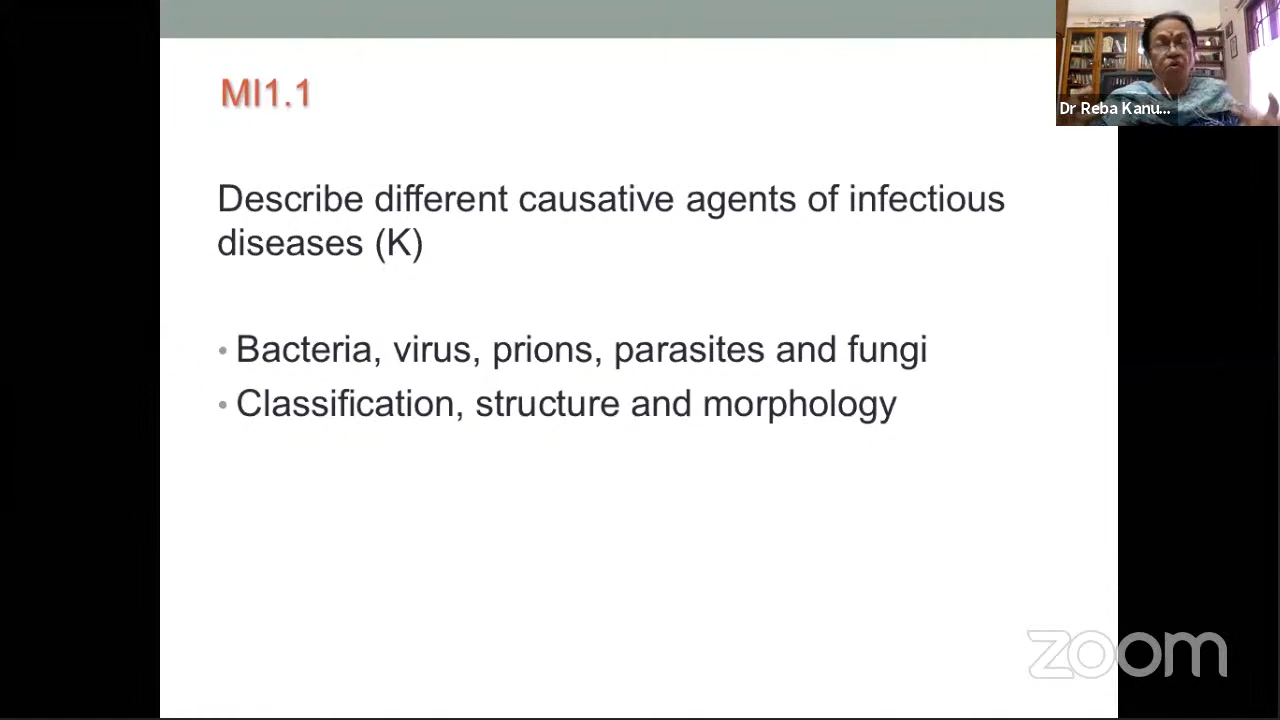 MI1.1
Dr Reba Kanu...
Describe different causative agents of infectious
diseases (K)
• Bacteria, virus, prions, parasites and fungi
• Classification, structure and morphology
zoom